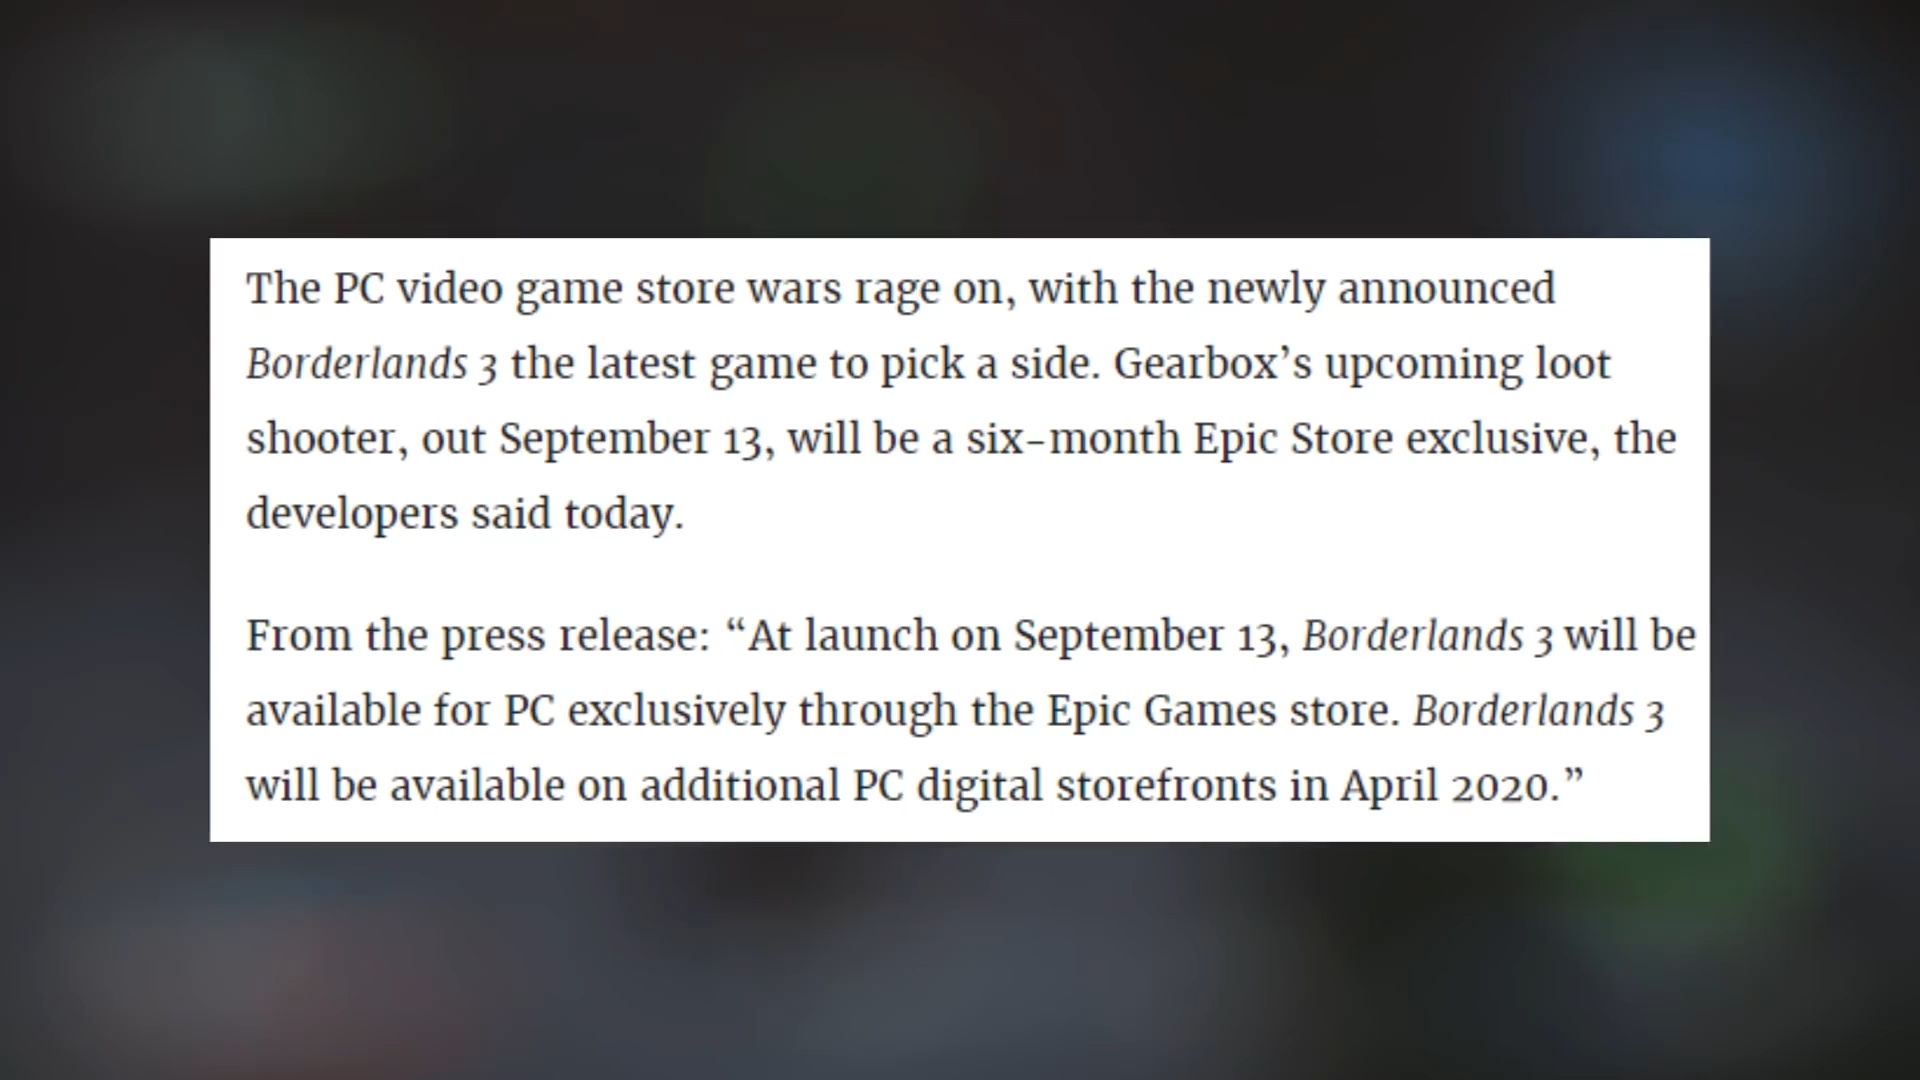 The PC video game store wars rage on, with the newly announced
Borderlands 3 the latest game to pick a side. Gearbox’s upcoming loot
shooter, out September 13, will be a six-month Epic Store exclusive, the
developers said today.
From the press release: “At launch on September 13, Borderlands 3 will be
available for PC exclusively through the Epic Games store. Borderlands 3
will be available on additional PC digital storefronts in April 2020.”